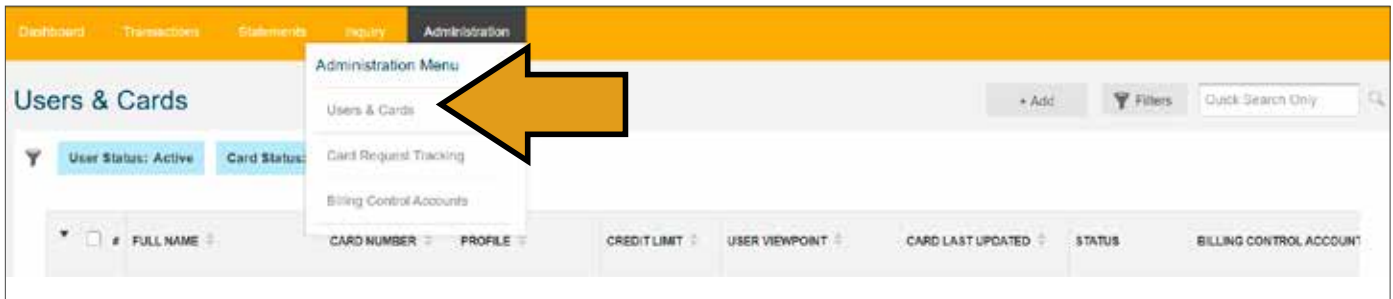 Dashboard Transactions Statements Inquiry Administration
Administration Menu
Users & Cards
Users & Cards
+ Add Filters Quick Search Only
User Status: Active Card Status:
Card Request Tracking
Billing Control Accounts
# FULL NAME CARD NUMBER PROFILE CREDIT LIMIT USER VIEWPOINT CARD LAST UPDATED STATUS BILLING CONTROL ACCOUNT